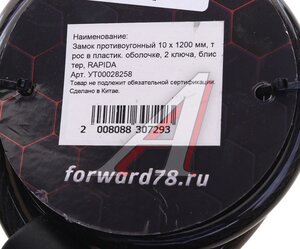 Наименование:
Замок противоугонный 10 х 1200 мм, т
рос в пластик. оболочке, 2 ключа, блис
тер, RAPIDA
Арт. УТ00028258
Товар не подлежит обязательной сертификации.
Сделано в Китае.
2 008088 307293
forward78.ru